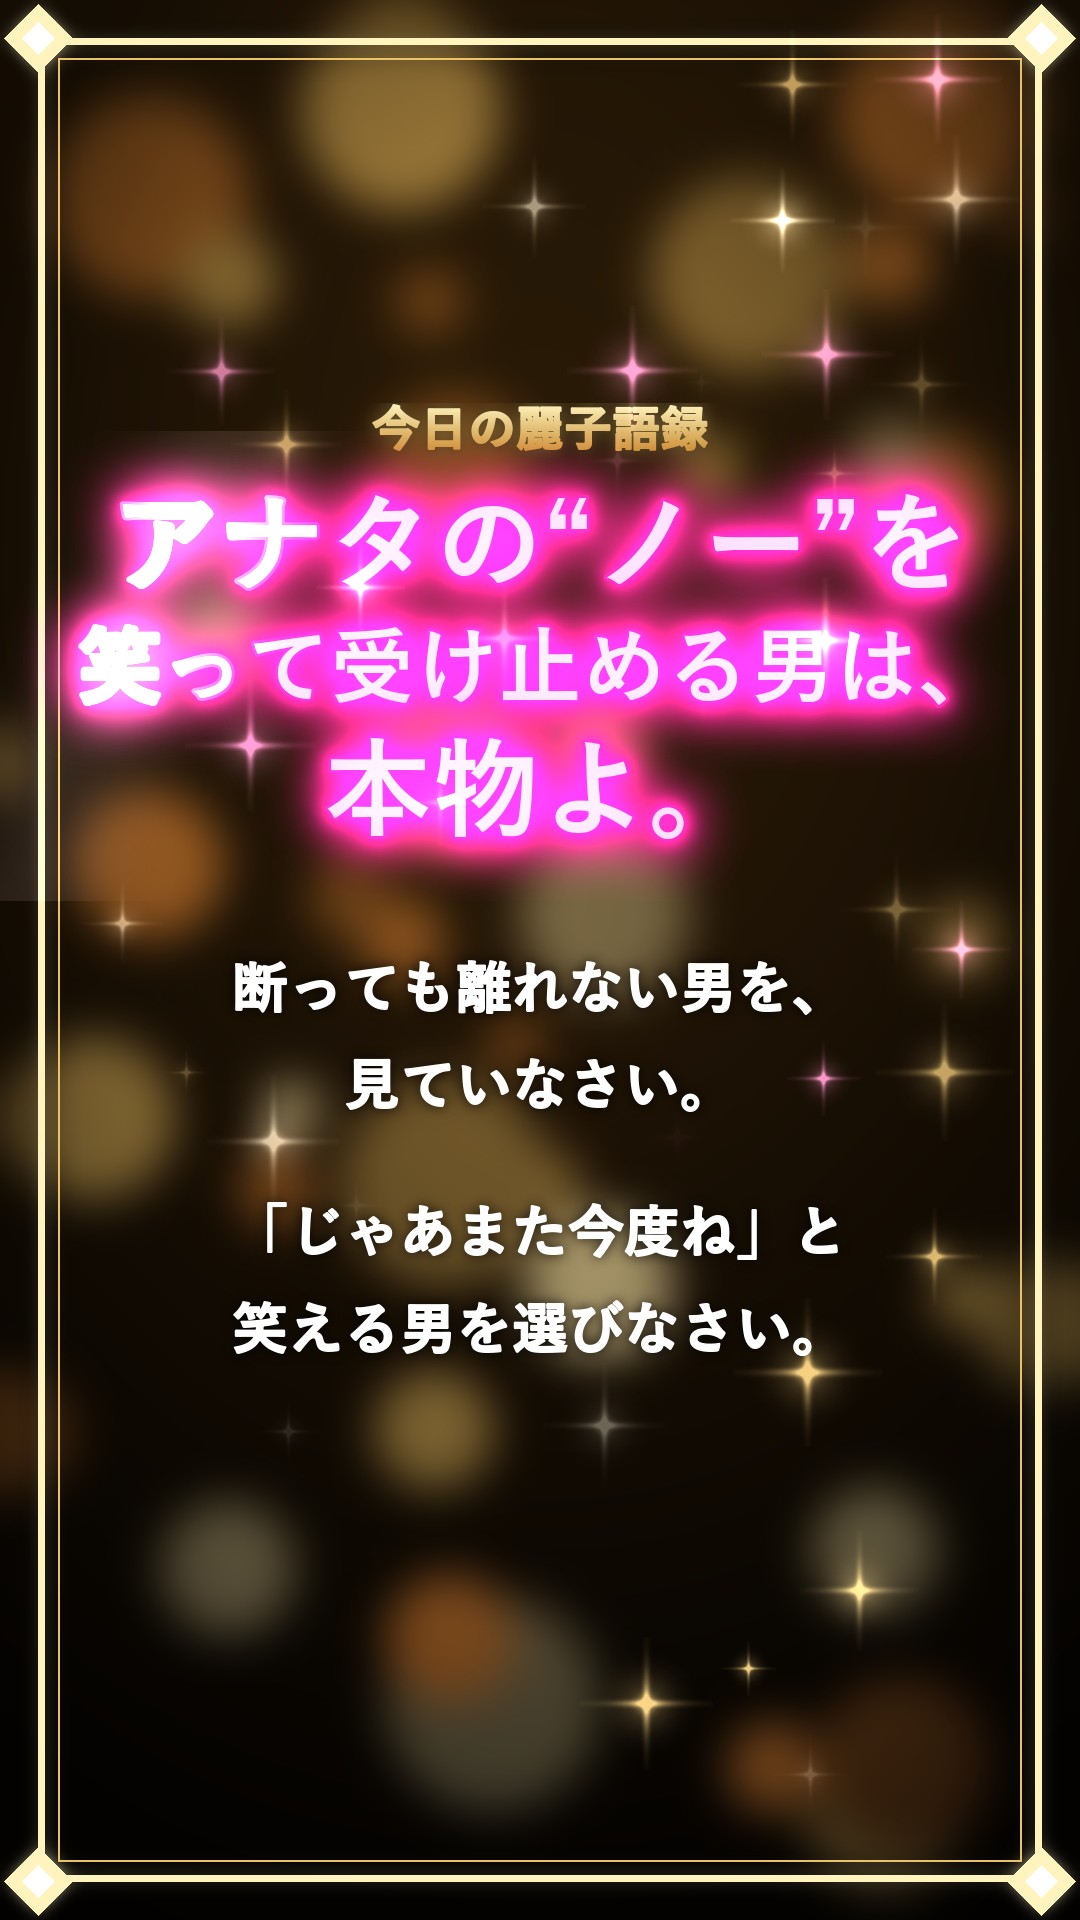 今日の麗子語録
アナタの“ノー”を
笑って受け止める男は、
本物よ。
断っても離れない男を、
見ていなさい。
「じゃあまた今度ね」と
笑える男を選びなさい。